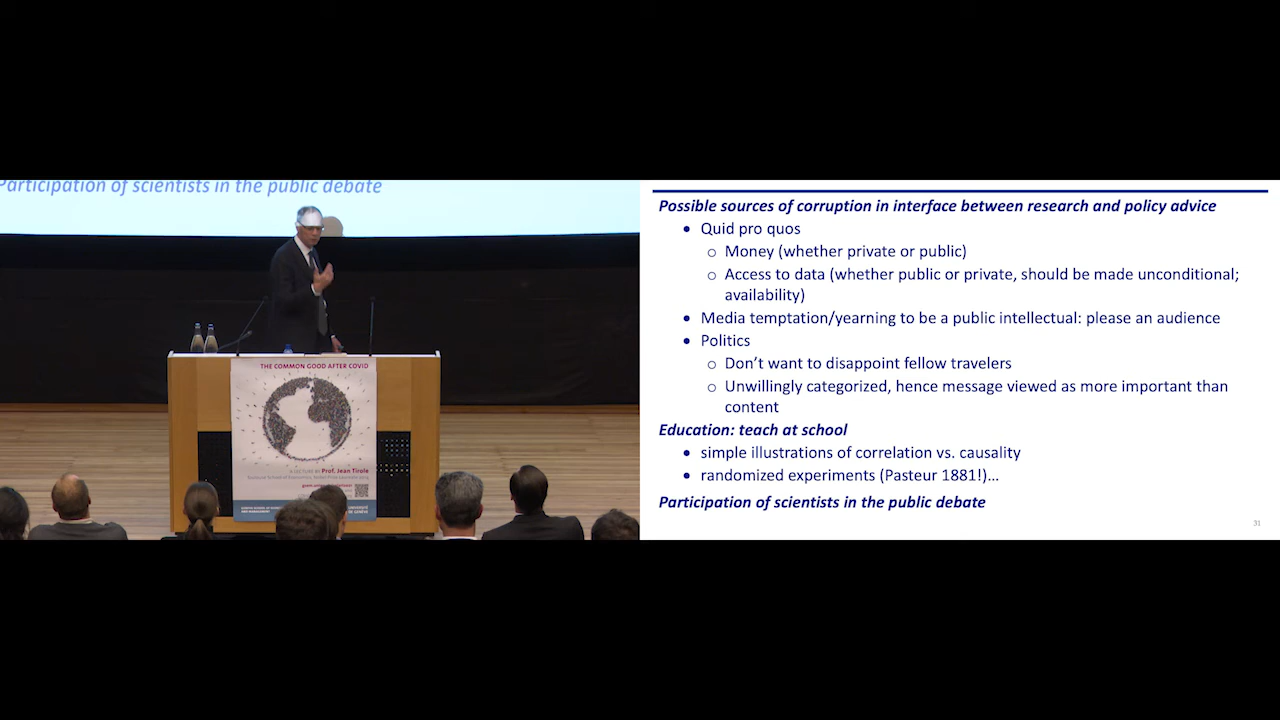 Participation of scientists in the public debate
THE COMMON GOOD AFTER COVID
A LECTURE BY Prof. Jean Tirole
Possible sources of corruption in interface between research and policy advice
• Quid pro quos
o Money (whether private or public)
o Access to data (whether public or private, should be made unconditional;
availability)
• Media temptation/yearning to be a public intellectual: please an audience
• Politics
o Don't want to disappoint fellow travelers
o Unwillingly categorized, hence message viewed as more important than
content
Education: teach at school
• simple illustrations of correlation vs. causality
• randomized experiments (Pasteur 1881!)...
Participation of scientists in the public debate
31